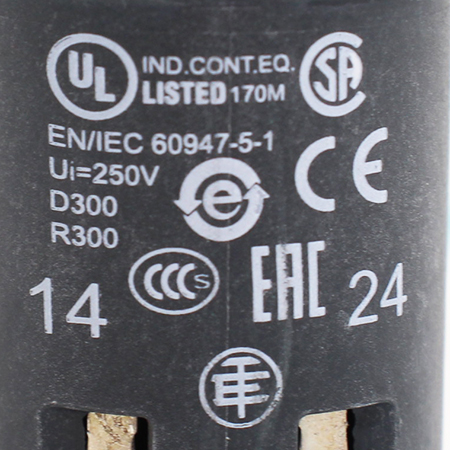 UL IND.CONT.EQ. SA
LISTED 170M
EN/IEC 60947-5-1
Ui=250V
D300
R300
e
CE
CCC S
EAC
14
24